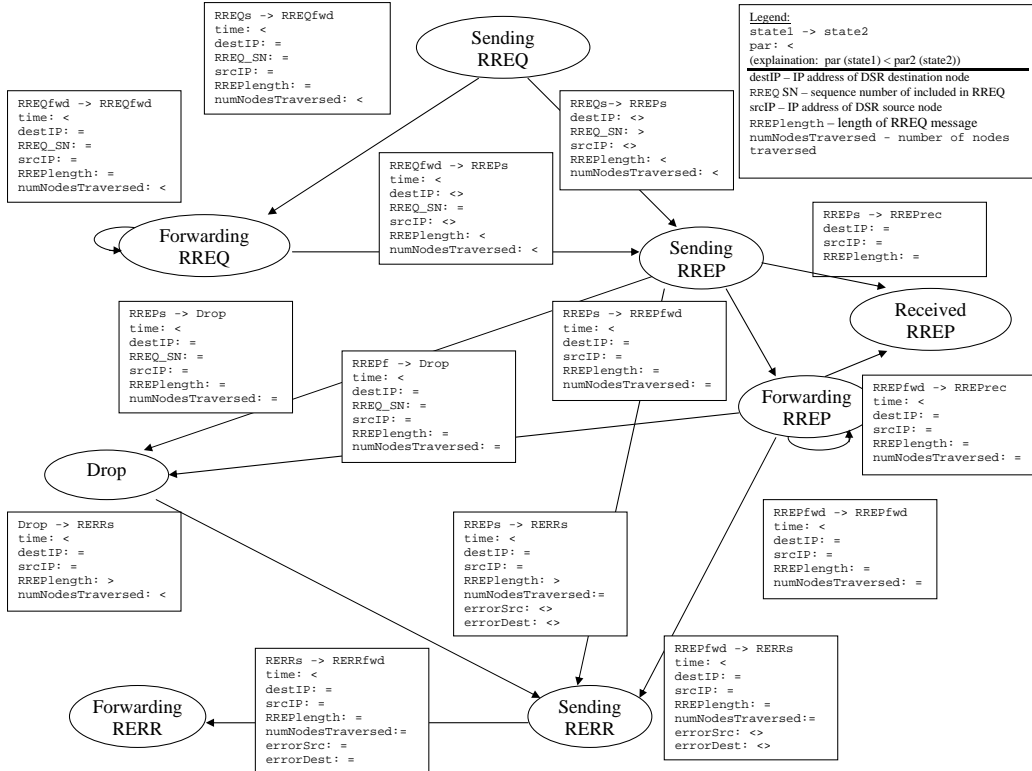 RREQs -> RREQfwd
time: <
destIP: =
RREQ_SN: =
srcIP: =
RREPlength: =
numNodesTraversed: <
Sending
RREQ
Legend:
state1 -> state2
par: <
(explaination: par (state1) < par2 (state2))
destIP – IP address of DSR destination node
RREQ SN – sequence number of included in RREQ
srcIP – IP address of DSR source node
RREPlength – length of RREQ message
numNodesTraversed - number of nodes
traversed
RREQfwd -> RREQfwd
time: <
destIP: =
RREQ_SN: =
srcIP: =
RREPlength: =
numNodesTraversed: <
REQs-> RREPs
destIP: <>
RREQ_SN: >
srcIP: <>
RREPlength: <
numNodesTraversed: <
RREQfwd -> RREPs
time: <
destIP: <>
RREQ_SN: =
srcIP: <>
RREPlength: <
numNodesTraversed: <
Forwarding
RREQ
Sending
RREP
RREPs -> RREPrec
destIP: =
srcIP: =
RREPlength: =
Received
RREP
RREPs -> Drop
time: <
destIP: =
RREQ_SN: =
srcIP: =
RREPlength: =
numNodesTraversed: =
RREPs -> RREPfwd
time: <
destIP: =
srcIP: =
RREPlength: =
numNodesTraversed: =
RREPf -> Drop
time: <
destIP: =
RREQ_SN: =
srcIP: =
RREPlength: =
numNodesTraversed: =
Forwarding
RREP
RREPfwd -> RREPrec
time: <
destIP: =
srcIP: =
RREPlength: =
numNodesTraversed: =
Drop
Drop -> RERRs
time: <
destIP: =
srcIP: =
RREPlength: >
numNodesTraversed: <
RREPs -> RERRs
time: <
destIP: =
srcIP: =
RREPlength: >
numNodesTraversed:=
errorSrc: <>
errorDest: <>
RREPfwd -> RREPfwd
time: <
destIP: =
srcIP: =
RREPlength: =
numNodesTraversed: =
RERRs -> RERRfwd
time: <
destIP: =
srcIP: =
RREPlength: =
numNodesTraversed:=
errorSrc: =
errorDest: =
RREPfwd -> RERRs
time: <
destIP: =
srcIP: =
RREPlength: =
numNodesTraversed:=
errorSrc: <>
errorDest: <>
Forwarding
RERR
Sending
RERR